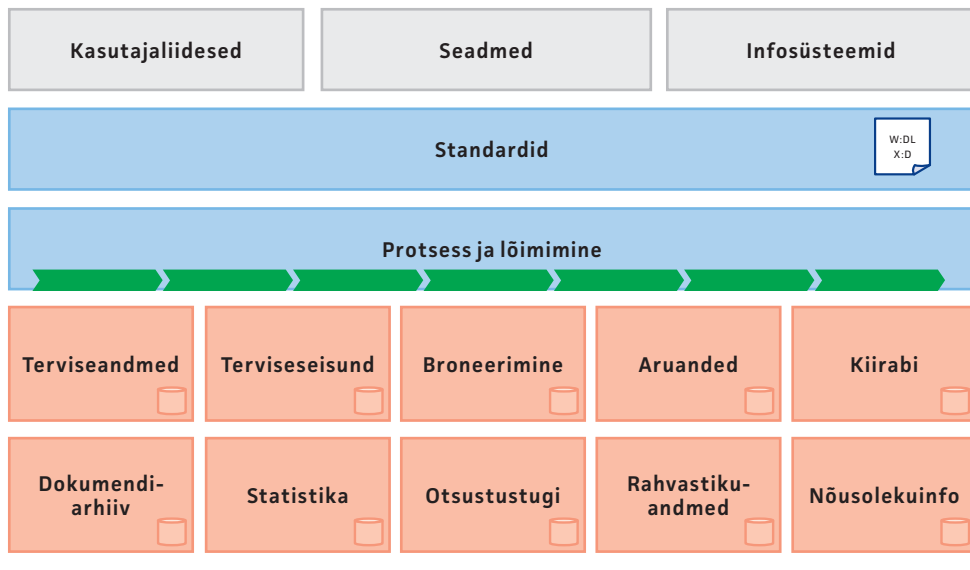 Kasutajaliidesed
Seadmed
Infosüsteemid
Standardid
W:DL
X:D
Protsess ja lõimimine
Terviseandmed
Terviseseisund
Broneerimine
Aruanded
Kiirabi
Dokumendi-
arhiiv
Statistika
Otsustustugi
Rahvastiku-
andmed
Nõusolekuinfo